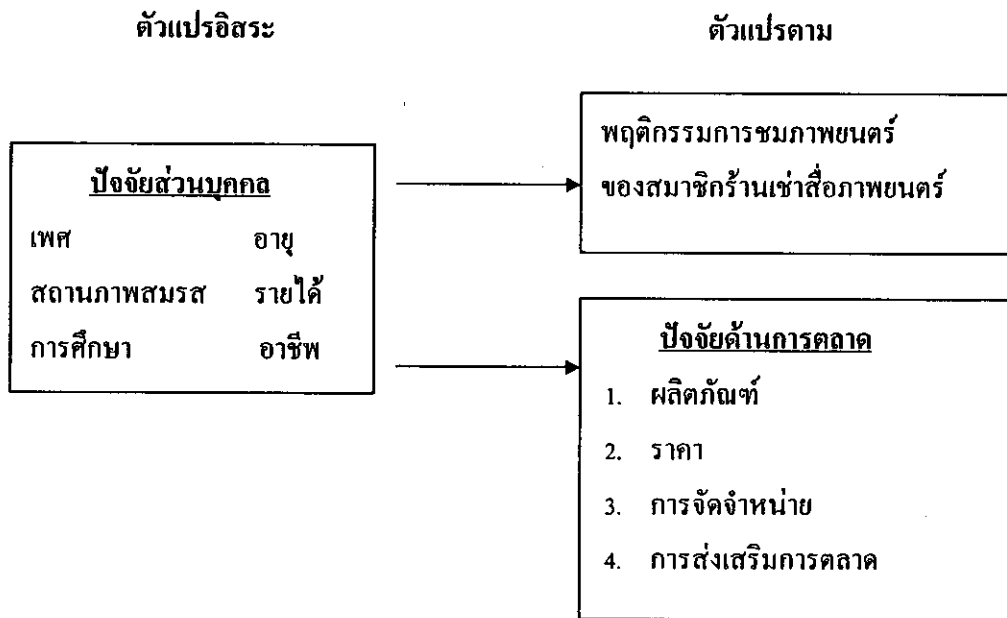 ตัวแปรอิสระ
ตัวแปรตาม
ปัจจัยส่วนบุคคล
เพศ อายุ
สถานภาพสมรส รายได้
การศึกษา อาชีพ
พฤติกรรมการชมภาพยนตร์
ของสมาชิกร้านเช่าสื่อภาพยนตร์
ปัจจัยด้านการตลาด
1. ผลิตภัณฑ์
2. ราคา
3. การจัดจำหน่าย
4. การส่งเสริมการตลาด